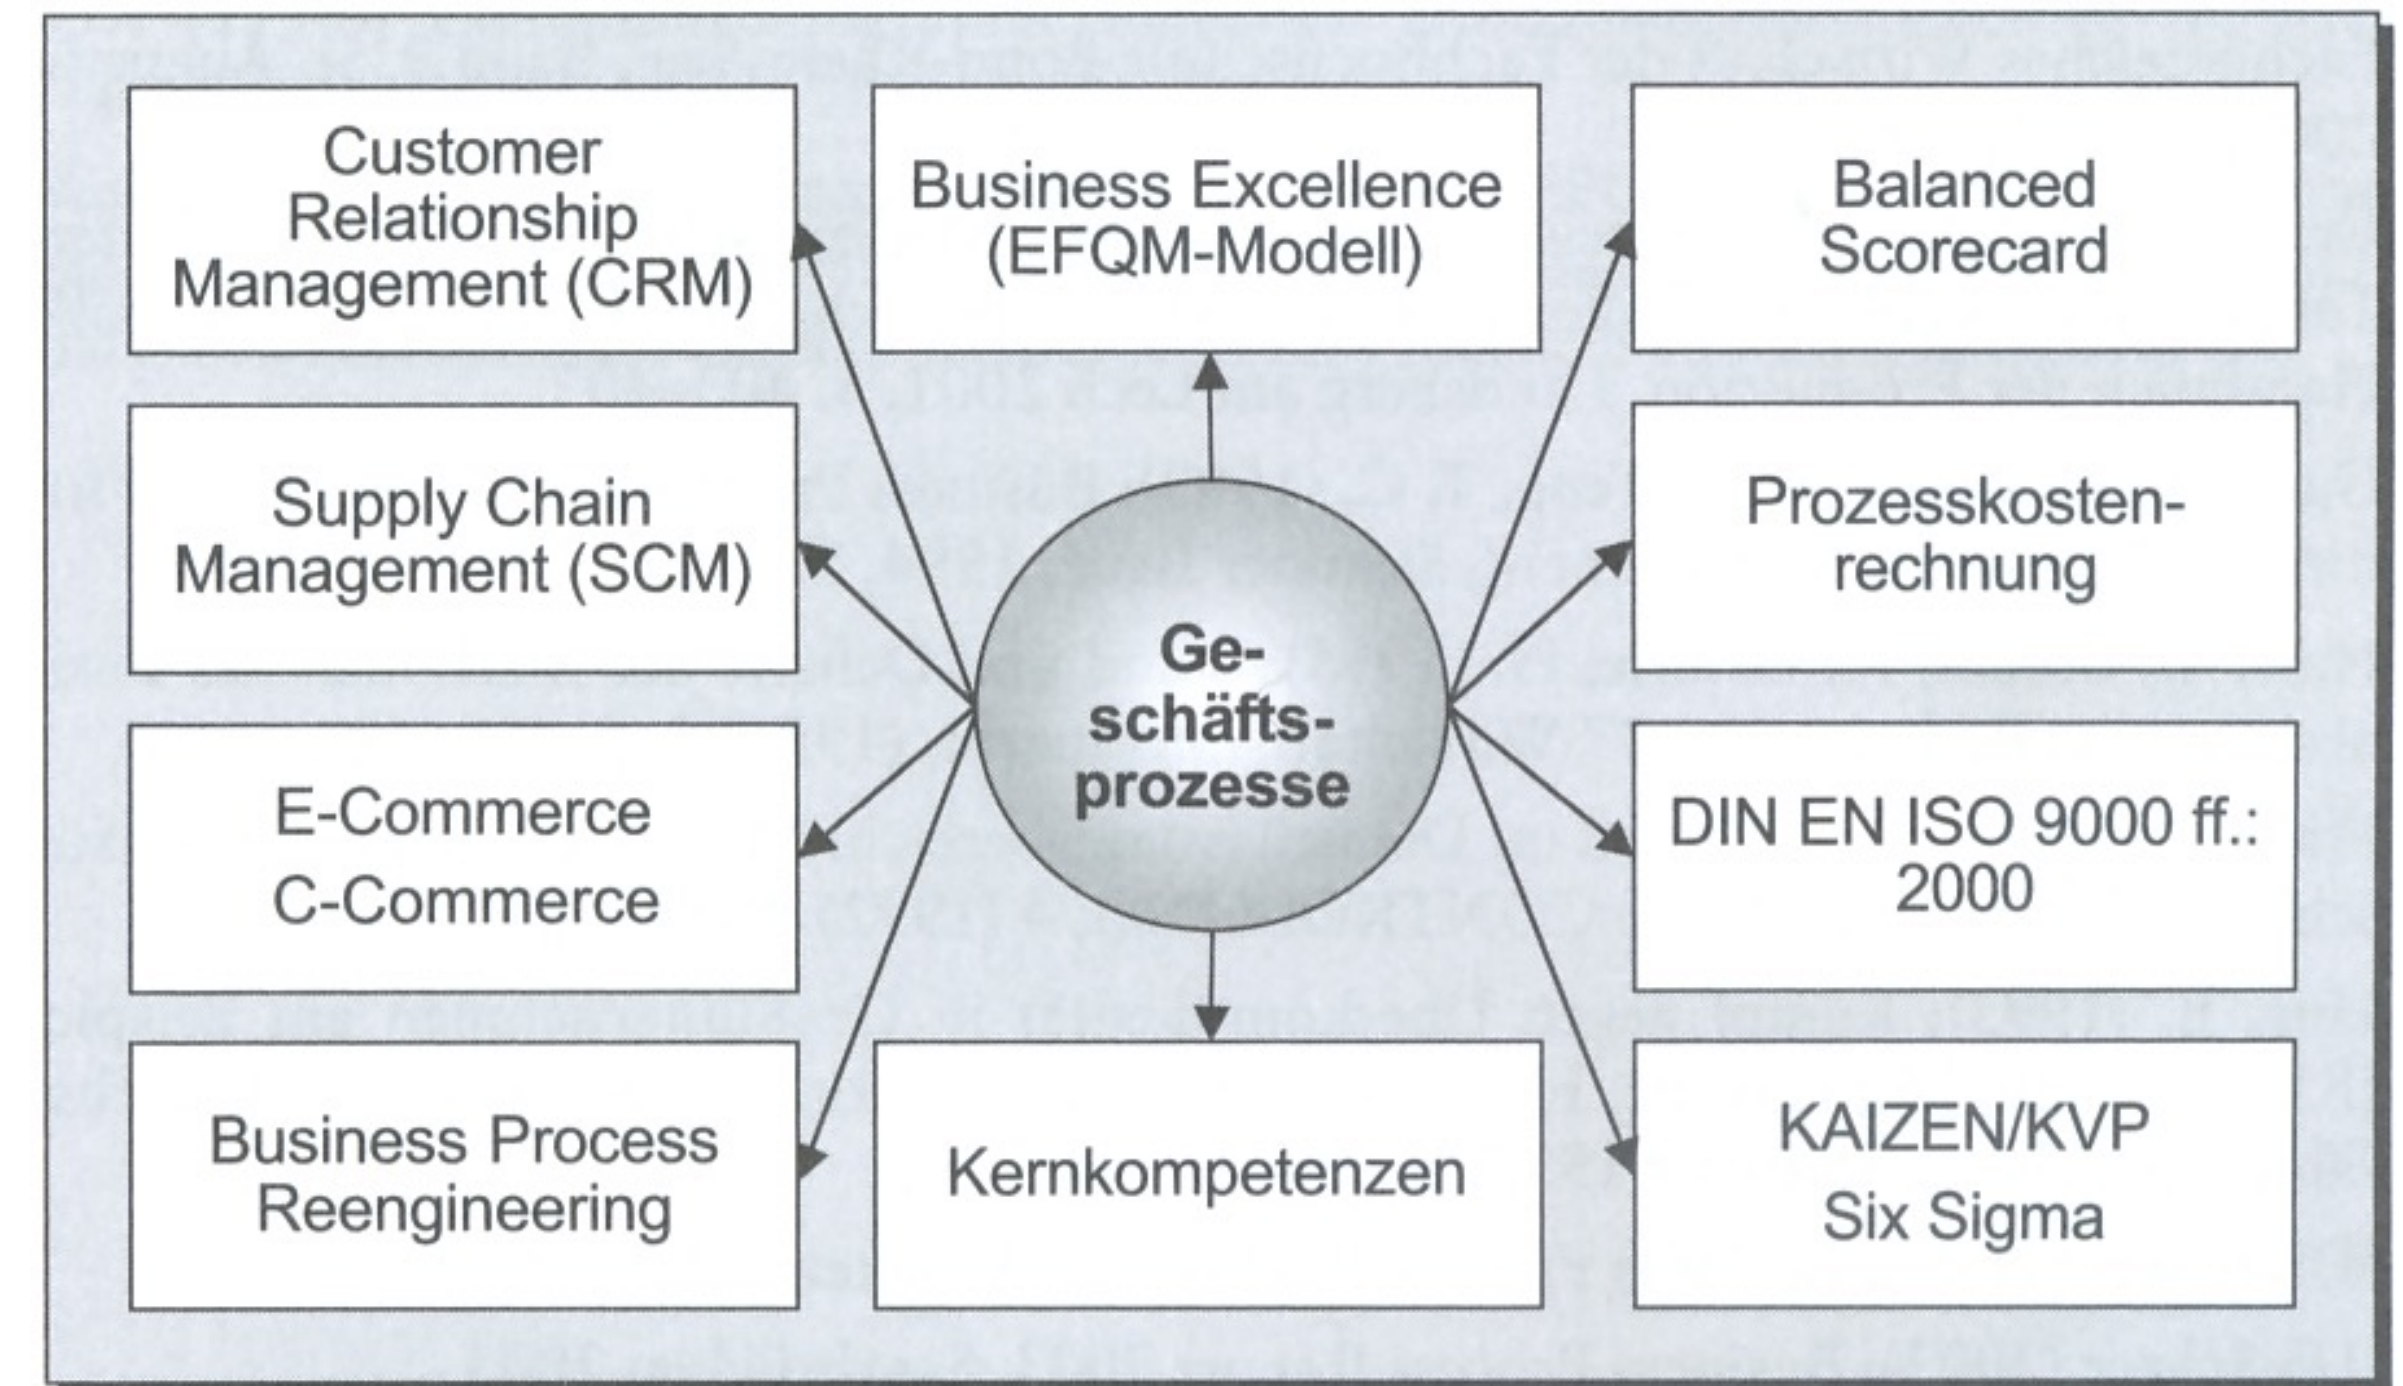 Customer
Relationship
Management (CRM)
Business Excellence
(EFQM-Modell)
Balanced
Scorecard
Supply Chain
Management (SCM)
Prozesskosten-
rechnung
Ge-
schäfts-
prozesse
E-Commerce
C-Commerce
DIN EN ISO 9000 ff.:
2000
Business Process
Reengineering
Kernkompetenzen
KAIZEN/KVP
Six Sigma